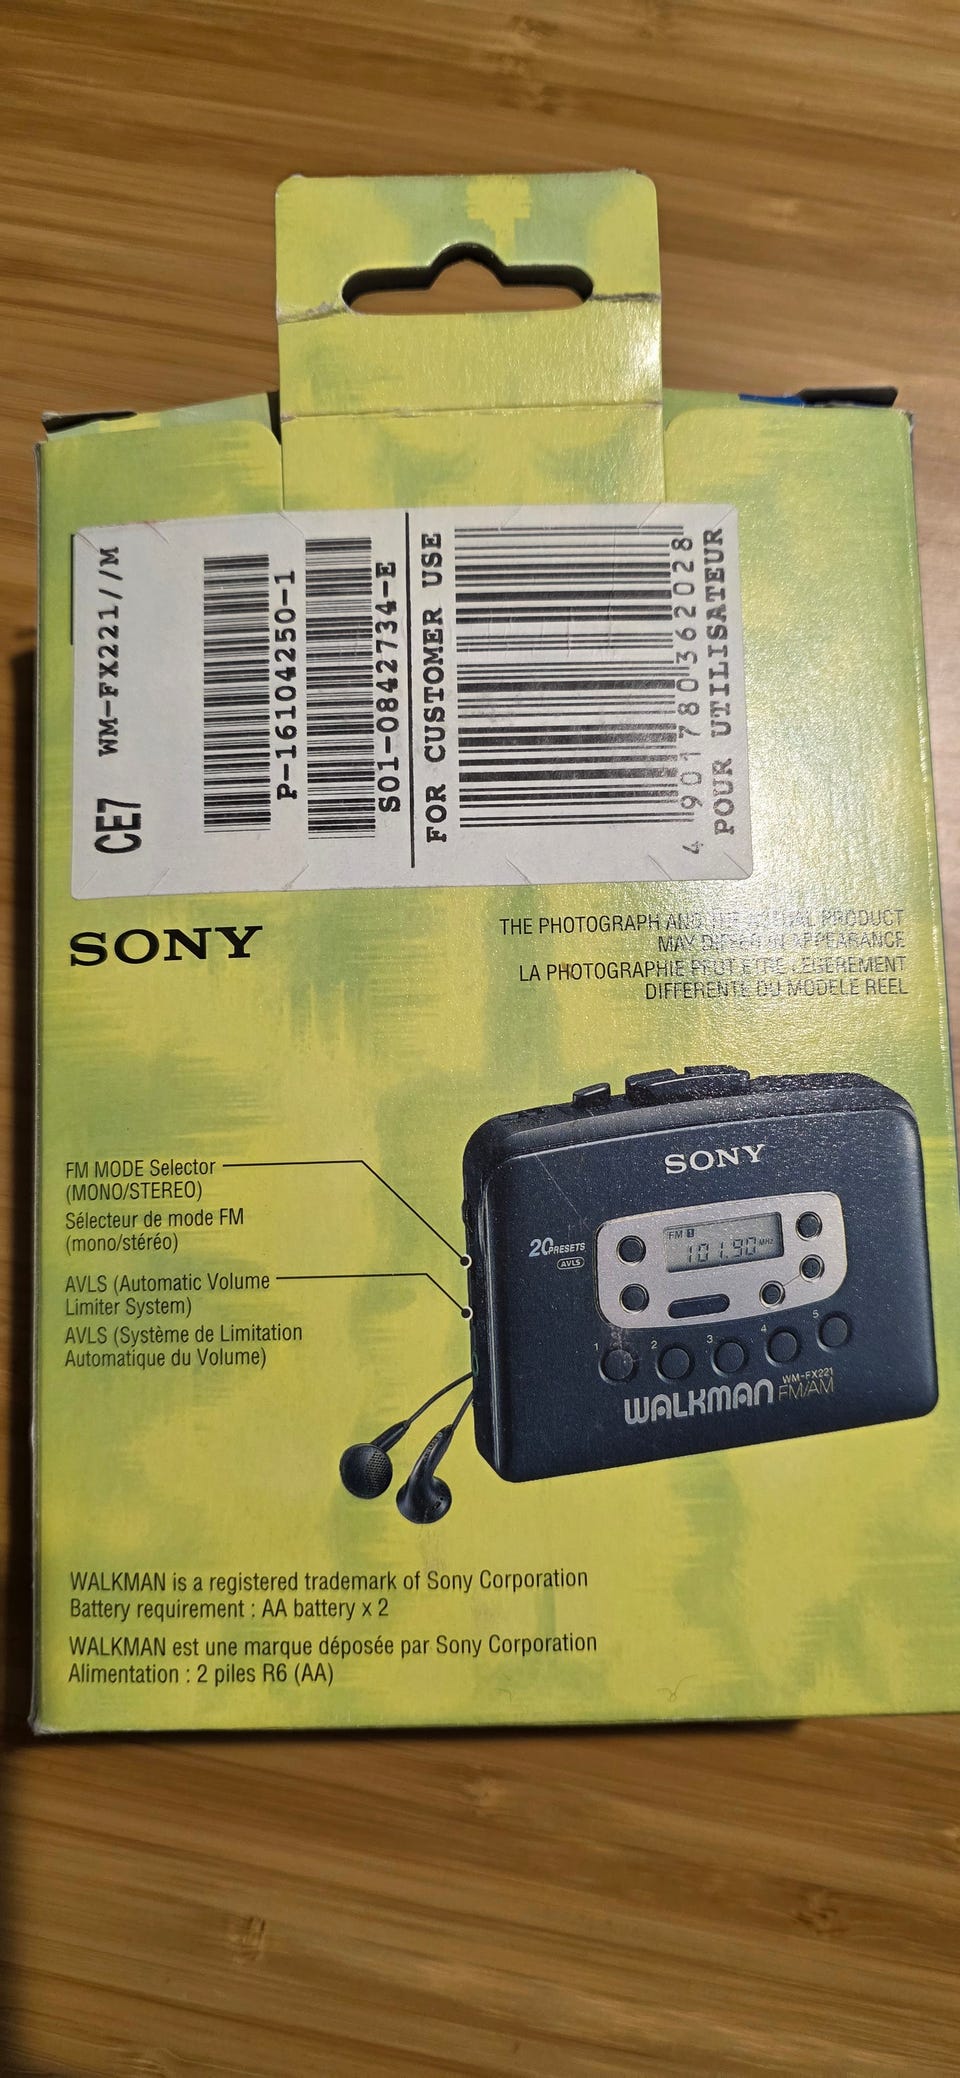 CE7 WM-FX221//M
P-16104250-1
S01-0842734-E
FOR CUSTOMER USE
4 901780 362028
POUR UTILISATEUR
SONY
THE PHOTOGRAPH AND THE ACTUAL PRODUCT
MAY DIFFER IN APPEARANCE
LA PHOTOGRAPHIE PEUT ETRE LEGEREMENT
DIFFERENTE DU MODELE REEL
FM MODE Selector
(MONO/STEREO)
Sélecteur de mode FM
(mono/stéréo)
AVLS (Automatic Volume
Limiter System)
AVLS (Système de Limitation
Automatique du Volume)
SONY
FM 1
101.90 MHz
20 PRESETS
AVLS
1 2 3 4 5
WALKMAN
WM-FX221
FM/AM
WALKMAN is a registered trademark of Sony Corporation
Battery requirement : AA battery x 2
WALKMAN est une marque déposée par Sony Corporation
Alimentation : 2 piles R6 (AA)